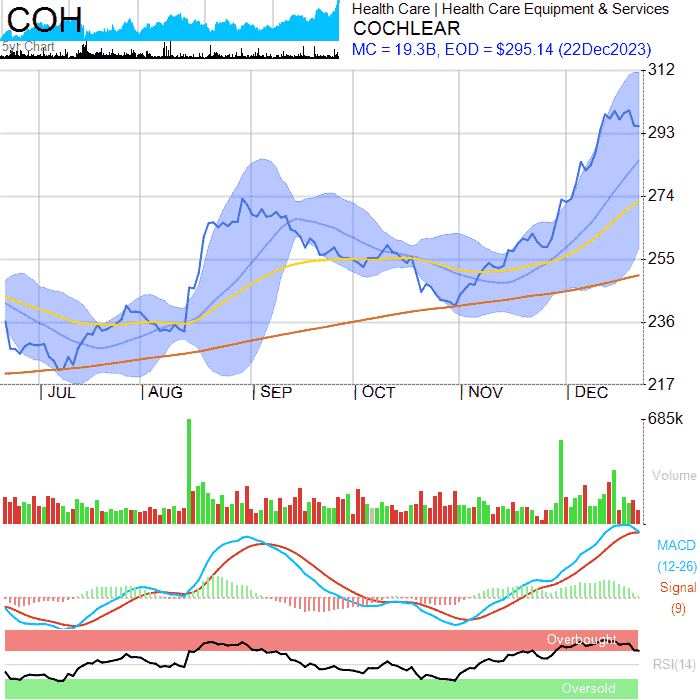 COH
5yr Chart
Health Care | Health Care Equipment & Services
COCHLEAR
MC = 19.3B, EOD = $295.14 (22Dec2023)
312
293
274
255
236
217
| JUL | AUG | SEP | OCT | NOV | DEC
685k
Volume
MACD
(12-26)
Signal
(9)
Overbought
RSI(14)
Oversold